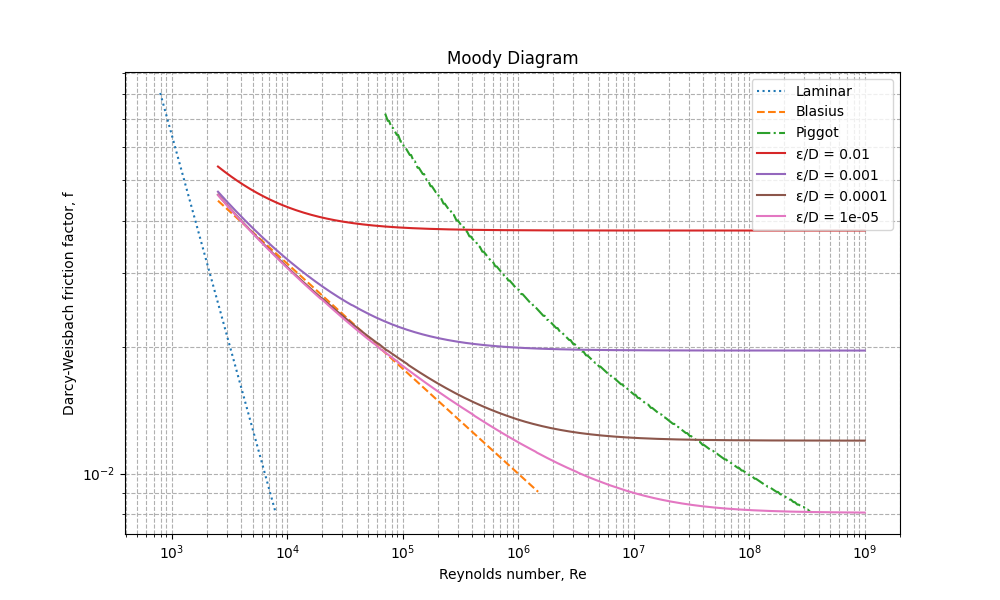 Moody Diagram
Darcy-Weisbach friction factor, f
10⁻²
Laminar
Blasius
Piggot
ε/D = 0.01
ε/D = 0.001
ε/D = 0.0001
ε/D = 1e-05
10³ 10⁴ 10⁵ 10⁶ 10⁷ 10⁸ 10⁹
Reynolds number, Re